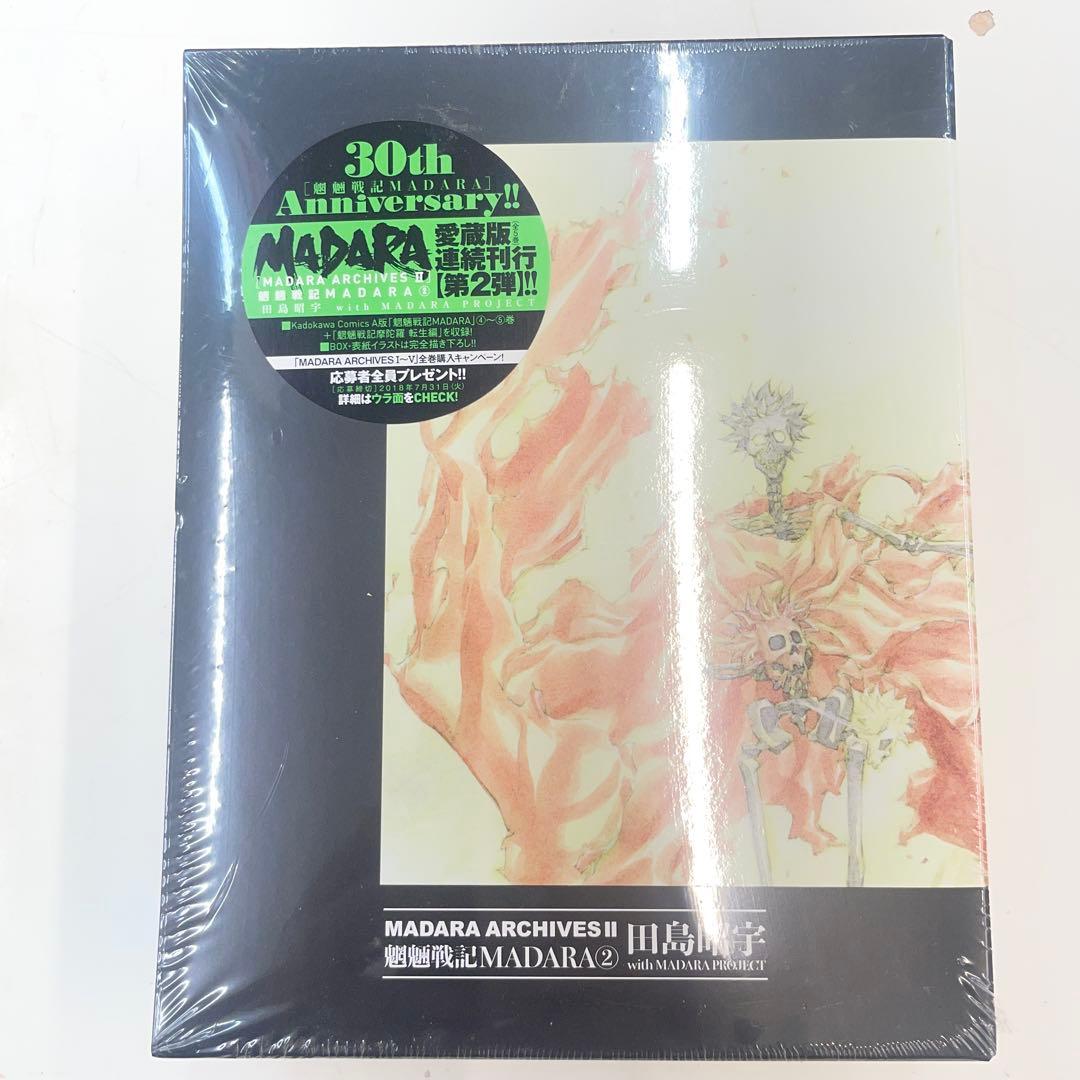 30th
[魍魎戦記MADARA]
Anniversary!!
MADARA
愛蔵版(全5巻)
連続刊行
【第2弾】!!
[MADARA ARCHIVES II]
魍魎戦記MADARA②
田島昭宇 with MADARA PROJECT
■Kadokawa Comics A版「魍魎戦記MADARA」④〜⑤巻
+「魍魎戦記摩陀羅 転生編」を収録!
■BOX・表紙イラストは完全描き下ろし!!
「MADARA ARCHIVES I〜V」全巻購入キャンペーン!
応募者全員プレゼント!!
[応募締切]2018年7月31日(火)
詳細はウラ面をCHECK!
MADARA ARCHIVES II
魍魎戦記MADARA②
田島昭宇
with MADARA PROJECT